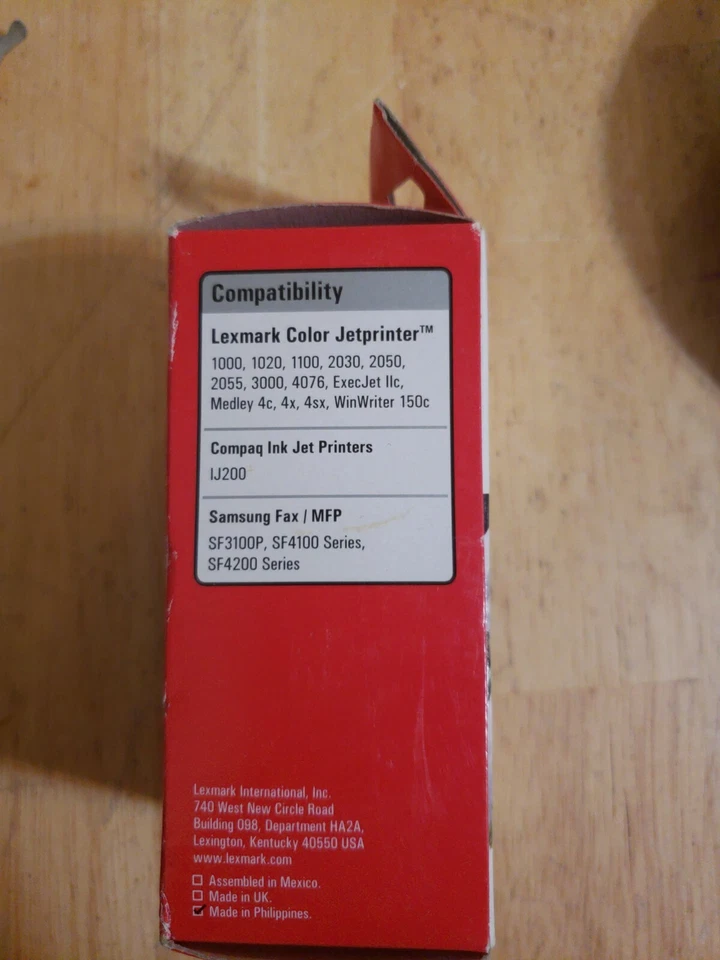 Compatibility
Lexmark Color Jetprinter™
1000, 1020, 1100, 2030, 2050,
2055, 3000, 4076, ExecJet IIc,
Medley 4c, 4x, 4sx, WinWriter 150c
Compaq Ink Jet Printers
IJ200
Samsung Fax / MFP
SF3100P, SF4100 Series,
SF4200 Series
Lexmark International, Inc.
740 West New Circle Road
Building 098, Department HA2A,
Lexington, Kentucky 40550 USA
www.lexmark.com
☐ Assembled in Mexico.
☐ Made in UK.
☑ Made in Philippines.